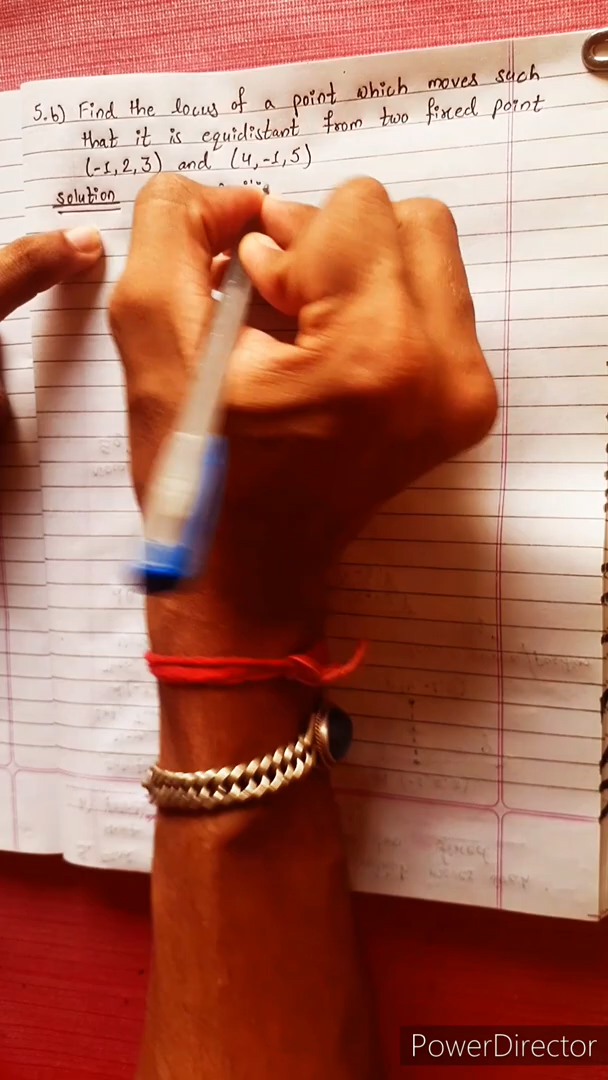 5.b) Find the locus of a point which moves such
that it is equidistant from two fixed point
(-1,2,3) and (4,-1,5)
solution
PowerDirector